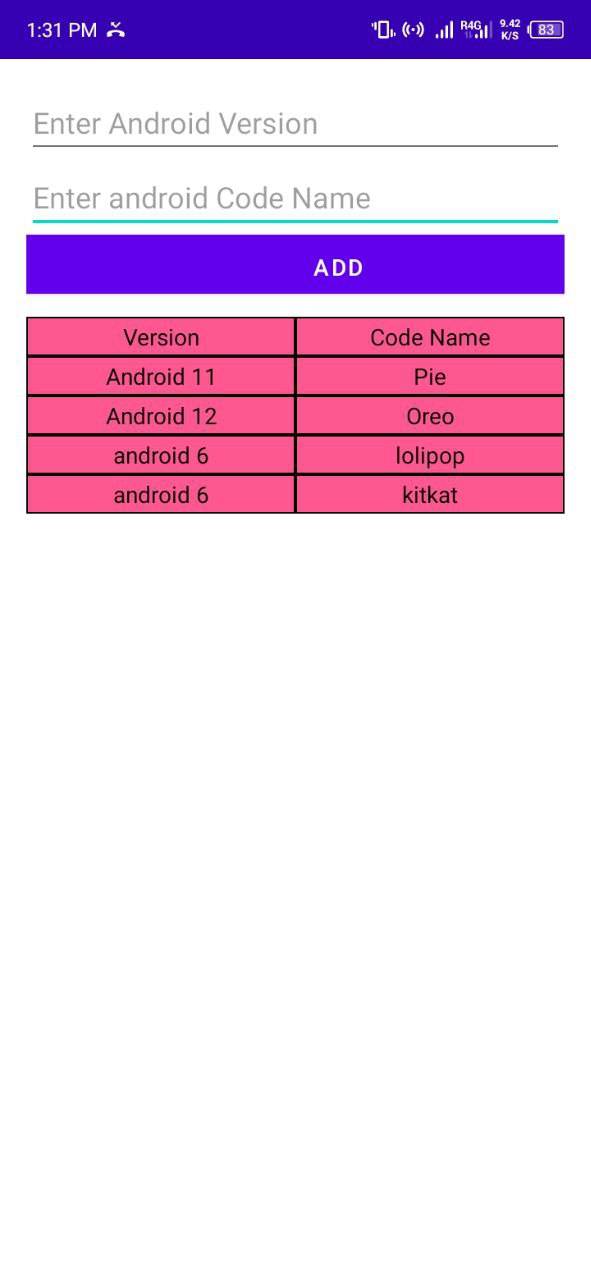 1:31 PM R4G 9.42 K/S 83
Enter Android Version
Enter android Code Name
ADD
Version Code Name
Android 11 Pie
Android 12 Oreo
android 6 lolipop
android 6 kitkat